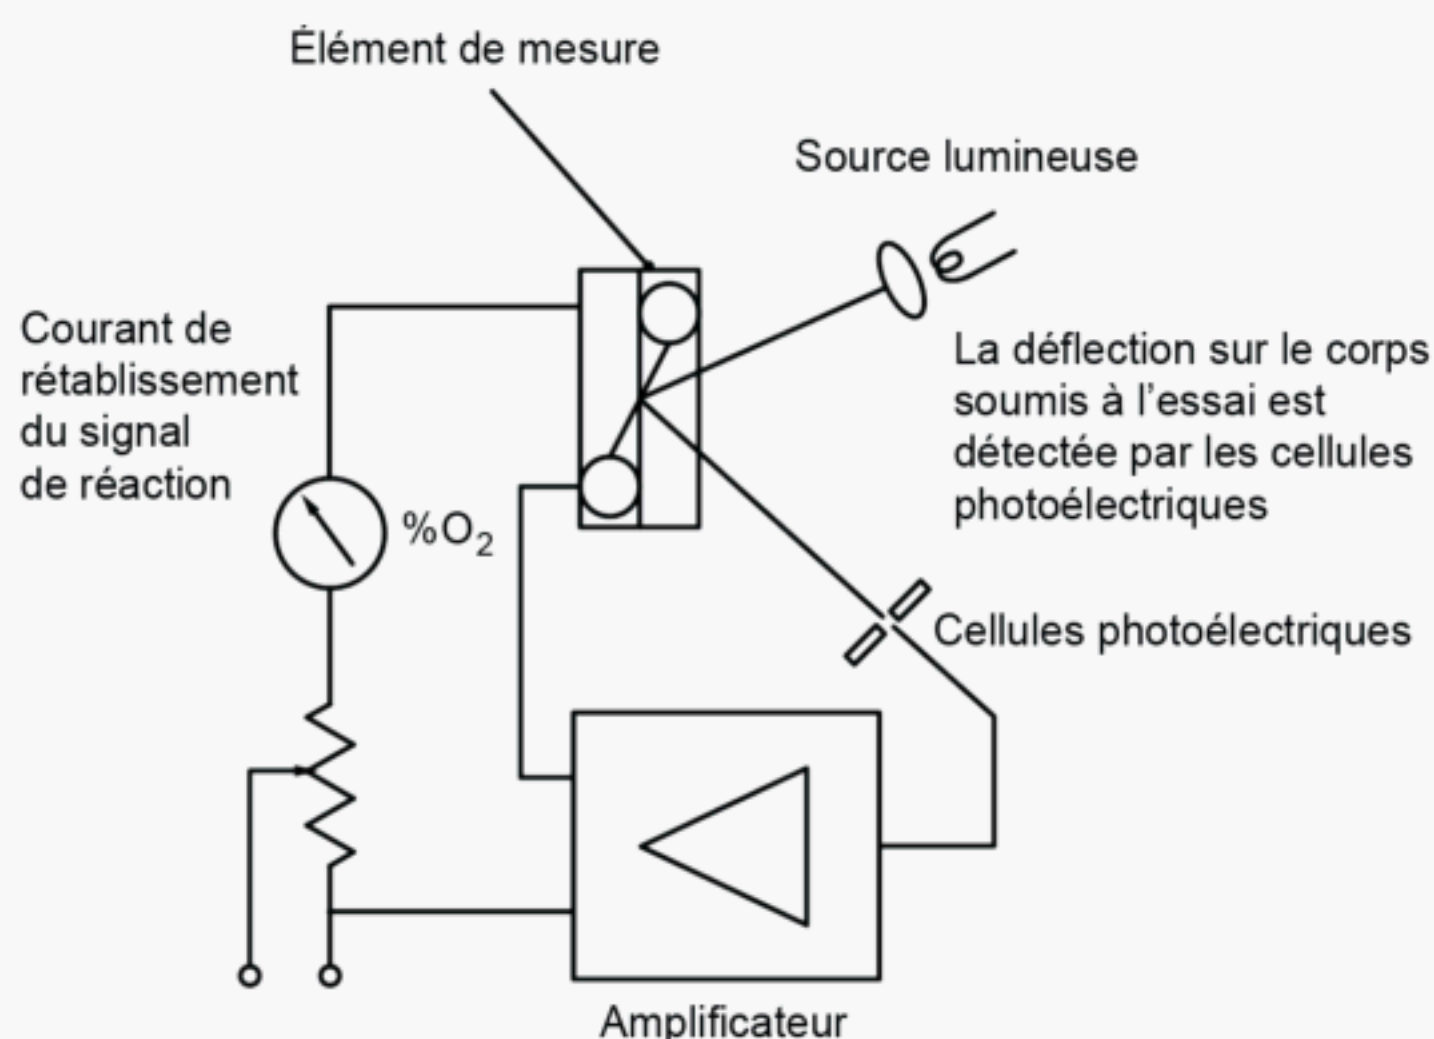 Élément de mesure
Source lumineuse
Courant de
rétablissement
du signal
de réaction
%O2
La déflection sur le corps
soumis à l'essai est
détectée par les cellules
photoélectriques
Cellules photoélectriques
Amplificateur